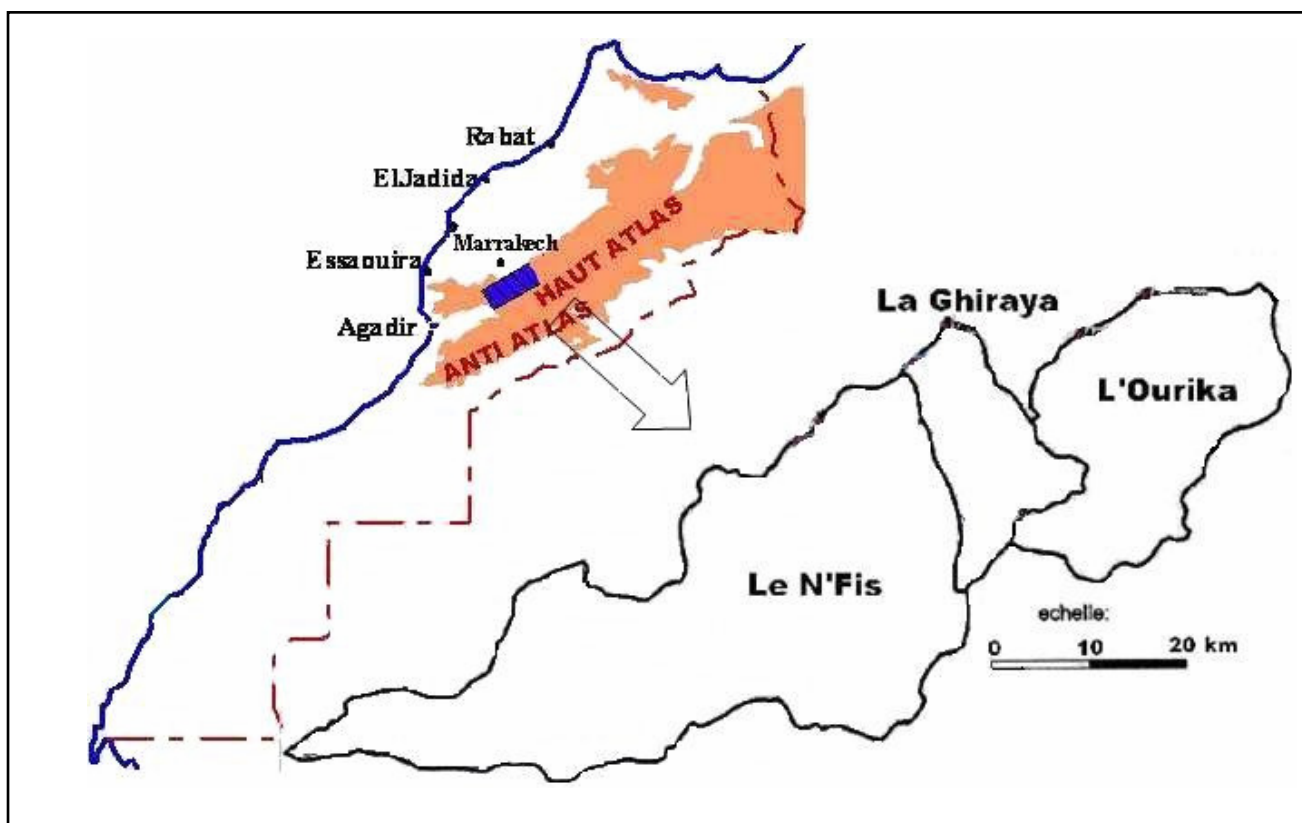 Rabat
ElJadida
Marrakech
Essaouira
HAUT ATLAS
Agadir
ANTI ATLAS
La Ghiraya
L'Ourika
Le N'Fis
echelle:
0 10 20 km